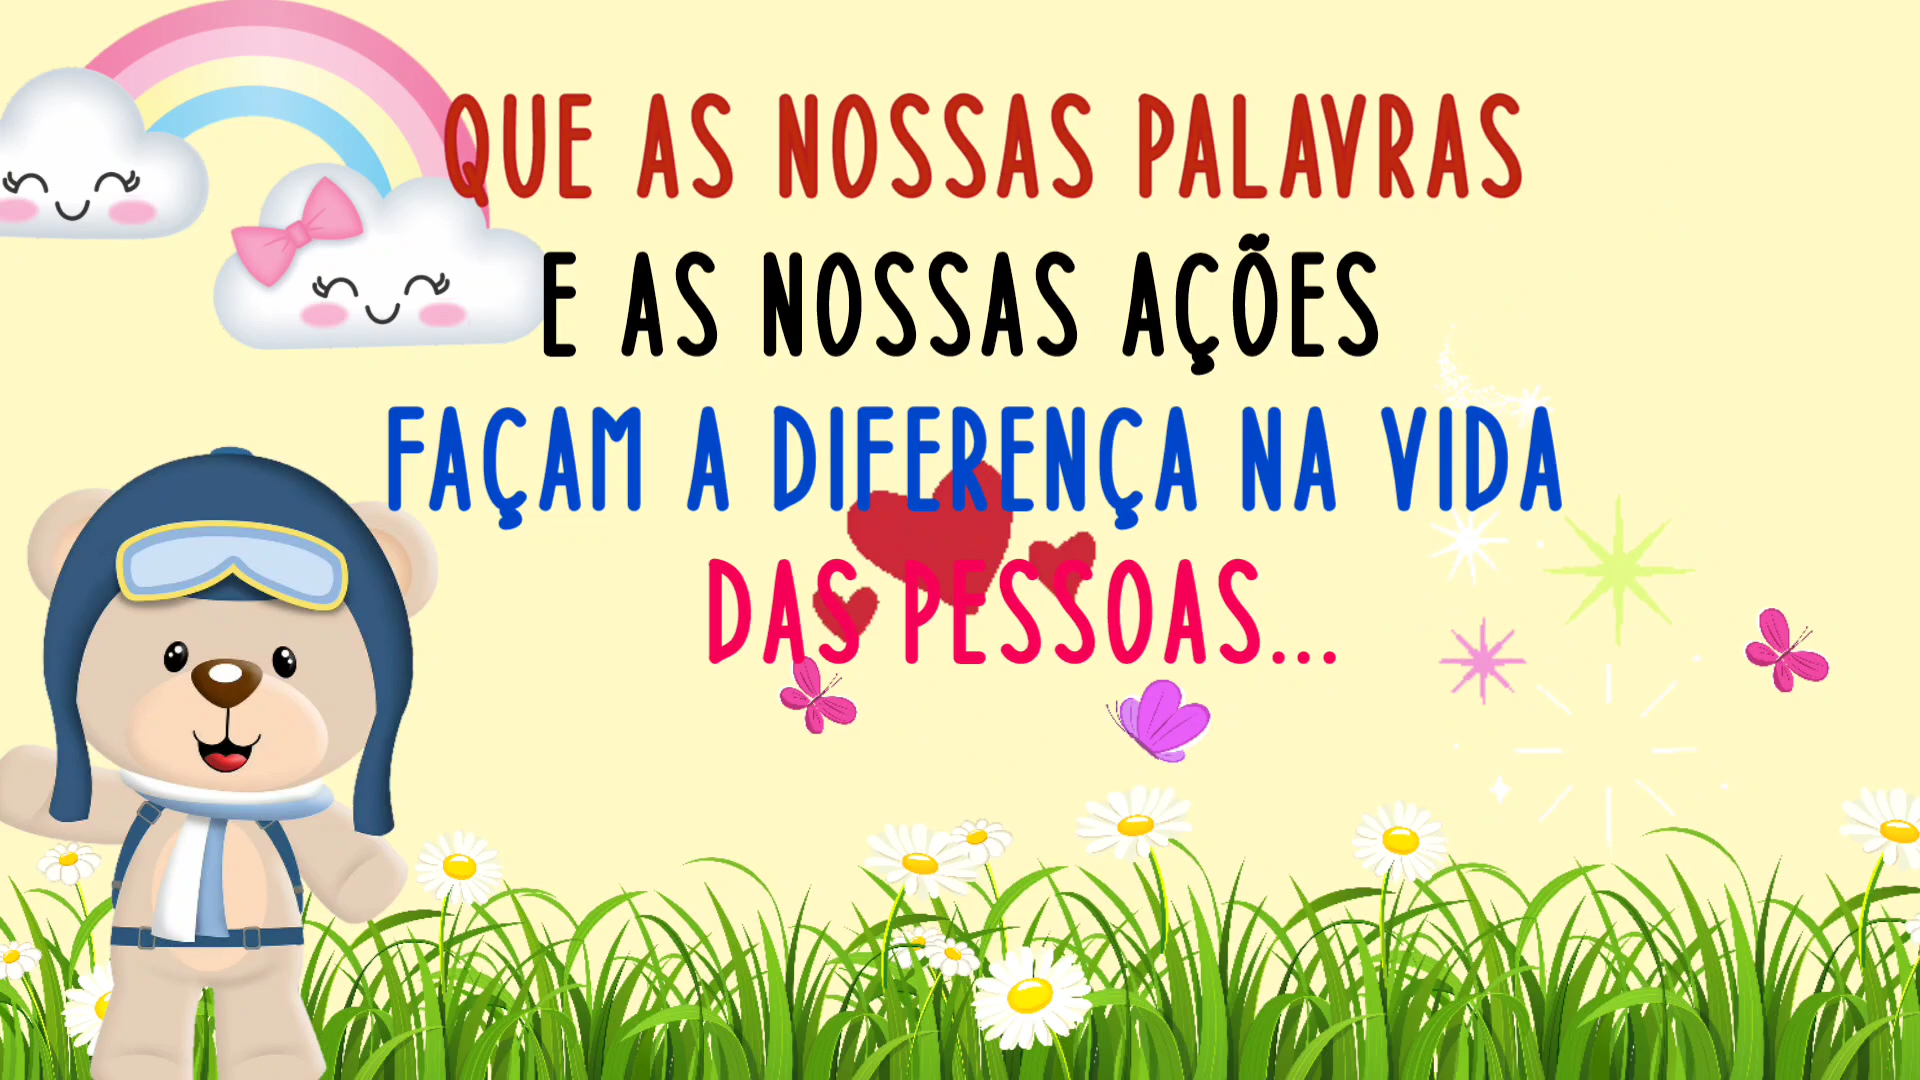 QUE AS NOSSAS PALAVRAS
E AS NOSSAS AÇÕES
FAÇAM A DIFERENÇA NA VIDA
DAS PESSOAS...